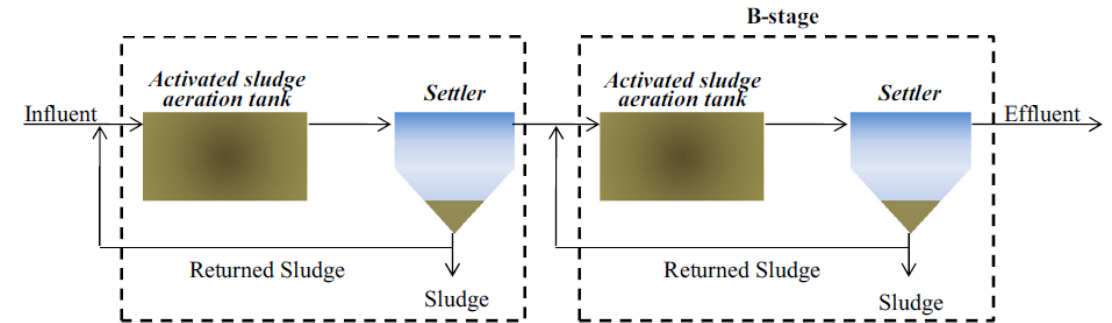 B-stage
Activated sludge
aeration tank
Settler
Activated sludge
aeration tank
Settler
Influent
Effluent
Returned Sludge
Returned Sludge
Sludge
Sludge